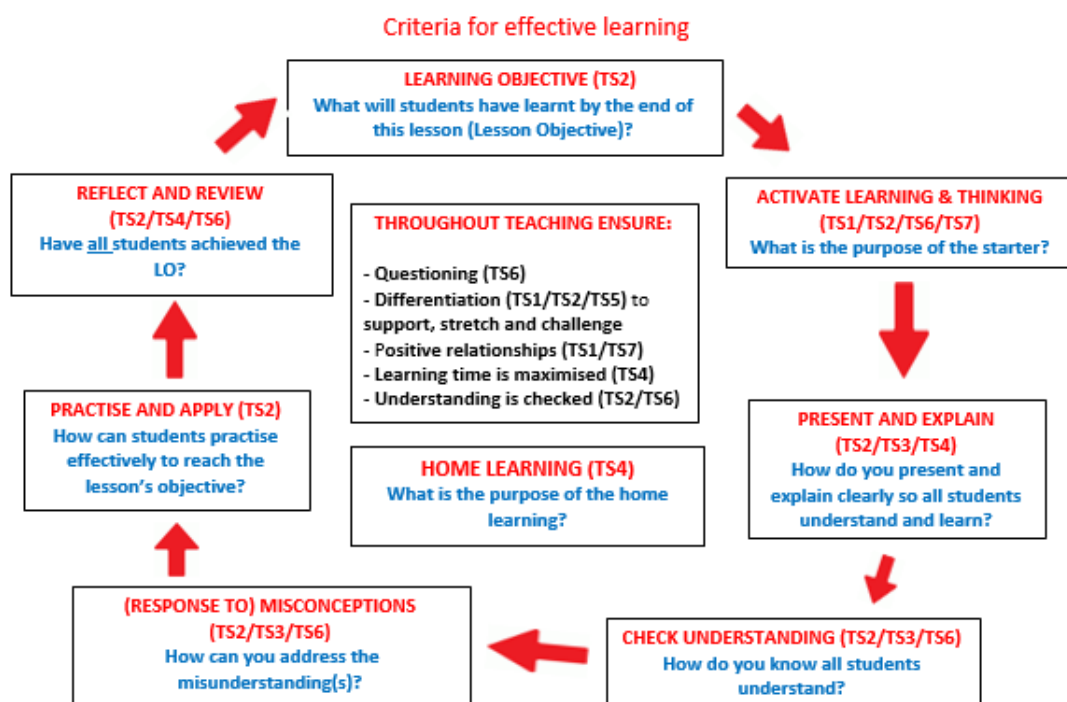 Criteria for effective learning
LEARNING OBJECTIVE (TS2)
What will students have learnt by the end of
this lesson (Lesson Objective)?
ACTIVATE LEARNING & THINKING
(TS1/TS2/TS6/TS7)
What is the purpose of the starter?
PRESENT AND EXPLAIN
(TS2/TS3/TS4)
How do you present and
explain clearly so all students
understand and learn?
CHECK UNDERSTANDING (TS2/TS3/TS6)
How do you know all students
understand?
(RESPONSE TO) MISCONCEPTIONS
(TS2/TS3/TS6)
How can you address the
misunderstanding(s)?
PRACTISE AND APPLY (TS2)
How can students practise
effectively to reach the
lesson's objective?
REFLECT AND REVIEW
(TS2/TS4/TS6)
Have all students achieved the
LO?
THROUGHOUT TEACHING ENSURE:
- Questioning (TS6)
- Differentiation (TS1/TS2/TS5) to
support, stretch and challenge
- Positive relationships (TS1/TS7)
- Learning time is maximised (TS4)
- Understanding is checked (TS2/TS6)
HOME LEARNING (TS4)
What is the purpose of the home
learning?